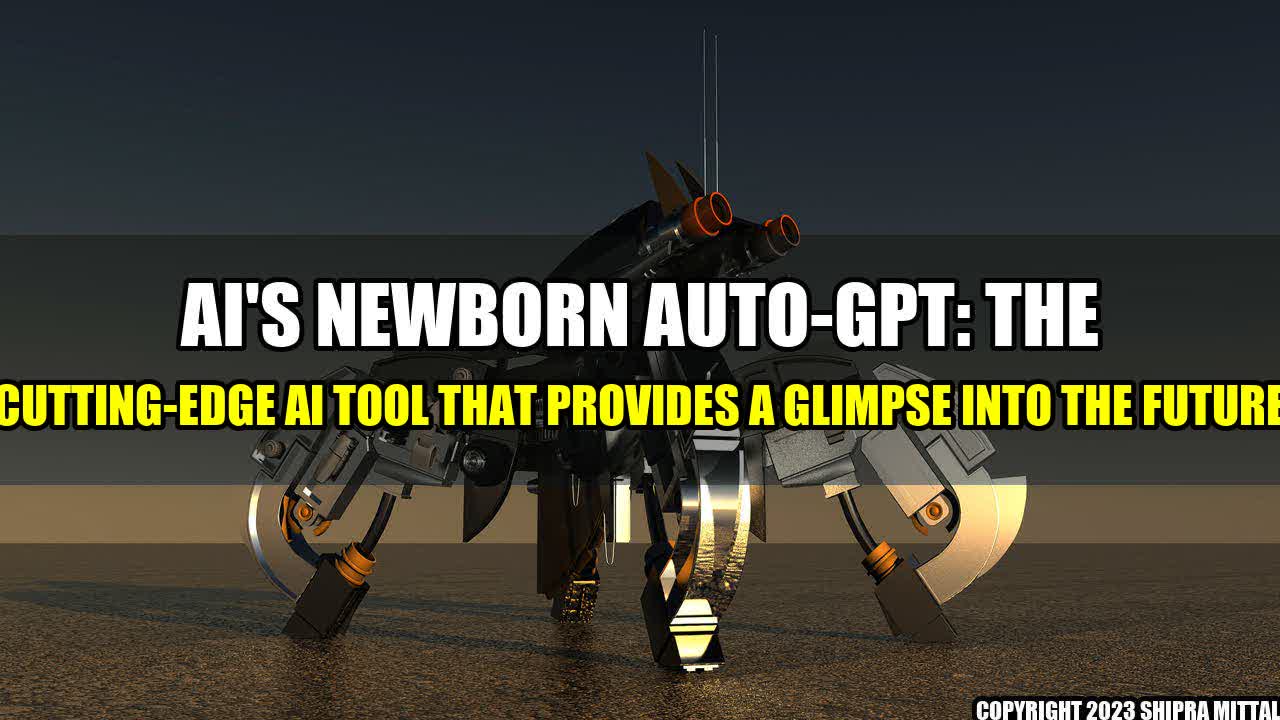 AI'S NEWBORN AUTO-GPT: THE
CUTTING-EDGE AI TOOL THAT PROVIDES A GLIMPSE INTO THE FUTURE
COPYRIGHT 2023 SHIPRA MITTAL